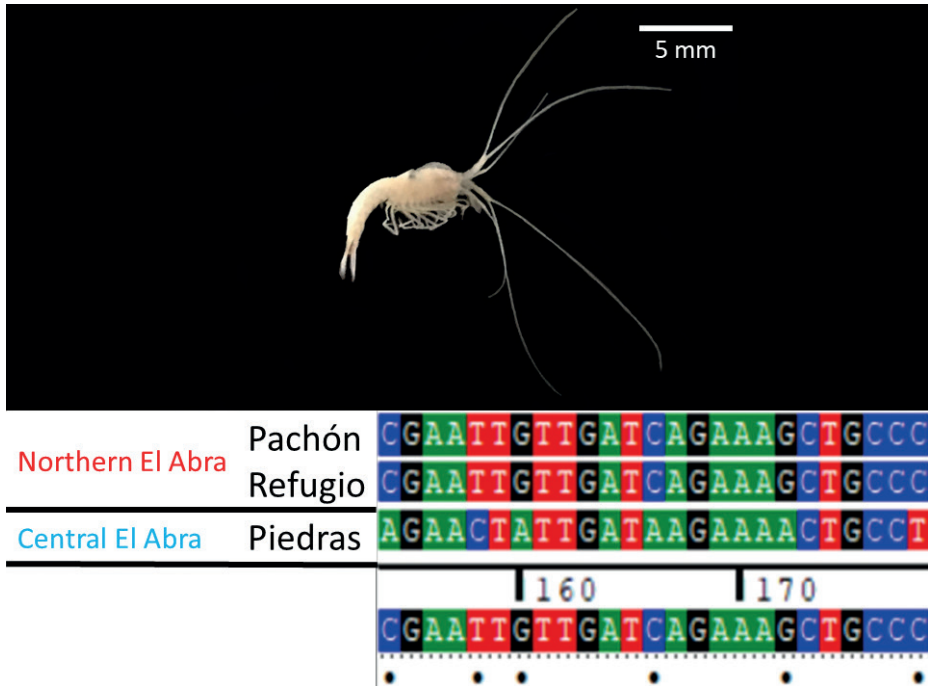 5 mm
Northern El Abra
Pachón CGAATTGTTGATCAGAAAGCTGCCC
Refugio CGAATTGTTGATCAGAAAGCTGCCC
Central El Abra Piedras AGAACTATTGATAAGAAAACTGCCT
160 170
CGAATTGTTGATCAGAAAGCTGCCC